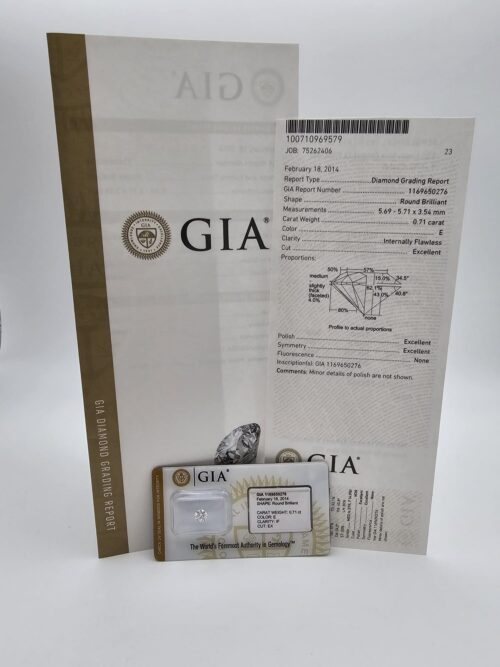 GIA®
GIA®
GIA DIAMOND GRADING REPORT
100710969579
JOB: 75262406 23
February 18, 2014
Report Type Diamond Grading Report
GIA Report Number 1169650276
Shape Round Brilliant
Measurements 5.69 - 5.71 x 3.54 mm
Carat Weight 0.71 carat
Color E
Clarity Internally Flawless
Cut Excellent
Proportions:
50% 57%
medium 15.0% 34.5°
slightly
thick 62.1%
(faceted) 43.0% 40.8°
4.0%
80% none
Profile to actual proportions
Polish Excellent
Symmetry Excellent
Fluorescence None
Inscription(s): GIA 1169650276
Comments: Minor details of polish are not shown.
GIA®
GIA®
GIA 1169650276
February 18, 2014
SHAPE: Round Brilliant
CARAT WEIGHT: 0.71 ct
COLOR: E
CLARITY: IF
CUT: EX
The World's Foremost Authority in Gemology™